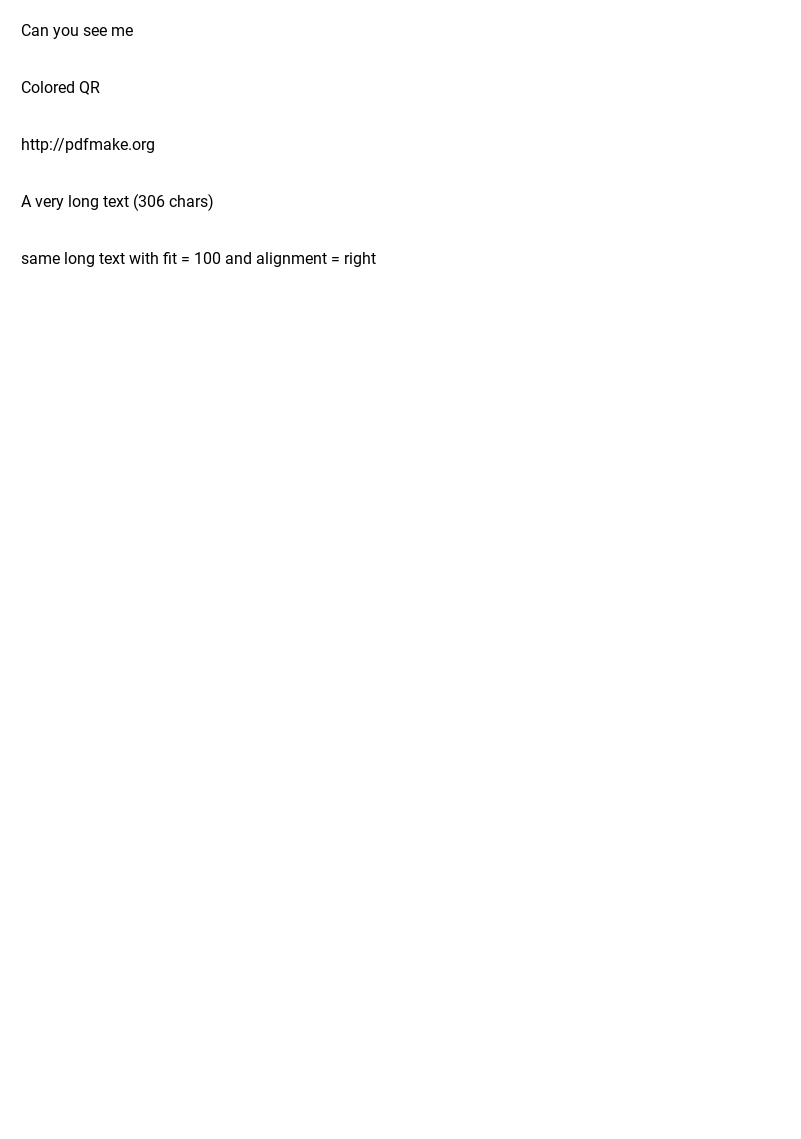 Can you see me
Colored QR
http://pdfmake.org
A very long text (306 chars)
same long text with fit = 100 and alignment = right